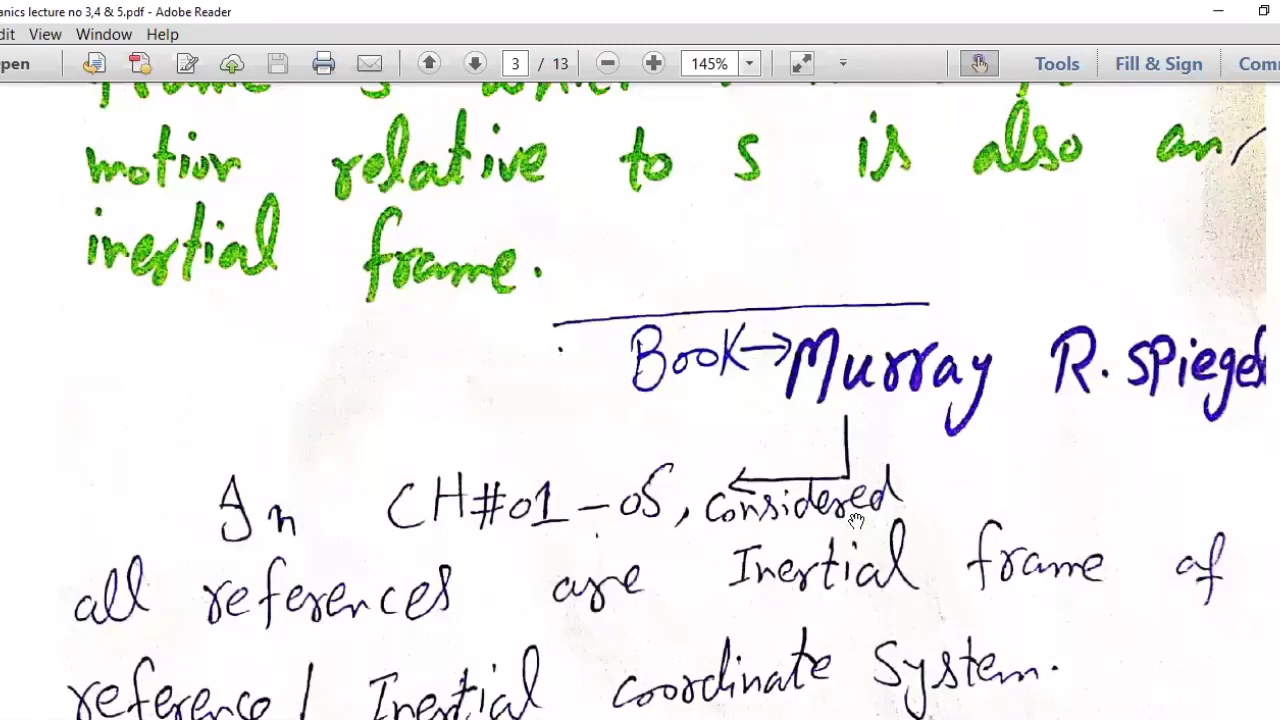 anics lecture no 3,4 & 5.pdf - Adobe Reader
dit View Window Help
pen 3 / 13 145% Tools Fill & Sign Com
motion relative to S is also an
inertial frame.
Book → Murray R. Spiegel
In CH#01-05, considered
all references are Inertial frame of
reference/ Inertial coordinate System.